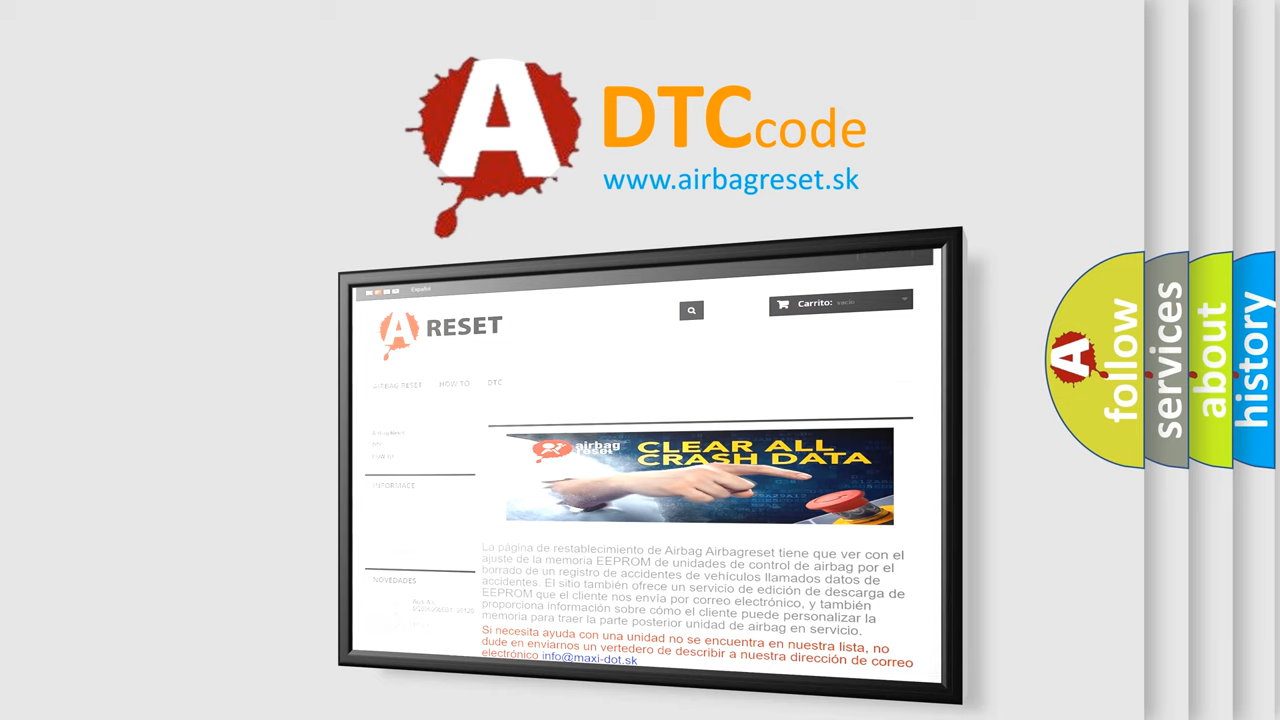 A DTCcode
www.airbagreset.sk
Español
A RESET
Carrito: vacío
AIRBAG RESET HOW TO DTC
INFORMACE
NOVEDADES
airbag
reset
CLEAR ALL
CRASH DATA
La página de restablecimiento de Airbag Airbagreset tiene que ver con el
ajuste de la memoria EEPROM de unidades de control de airbag por el
borrado de un registro de accidentes de vehículos llamados datos de
accidentes. El sitio también ofrece un servicio de edición de descarga de
EEPROM que el cliente nos envía por correo electrónico, y también
proporciona información sobre cómo el cliente puede personalizar la
memoria para traer la parte posterior unidad de airbag en servicio.
Si necesita ayuda con una unidad no se encuentra en nuestra lista, no
dude en enviarnos un vertedero de describir a nuestra dirección de correo
electrónico info@maxi-dot.sk
A
follow
services
about
history